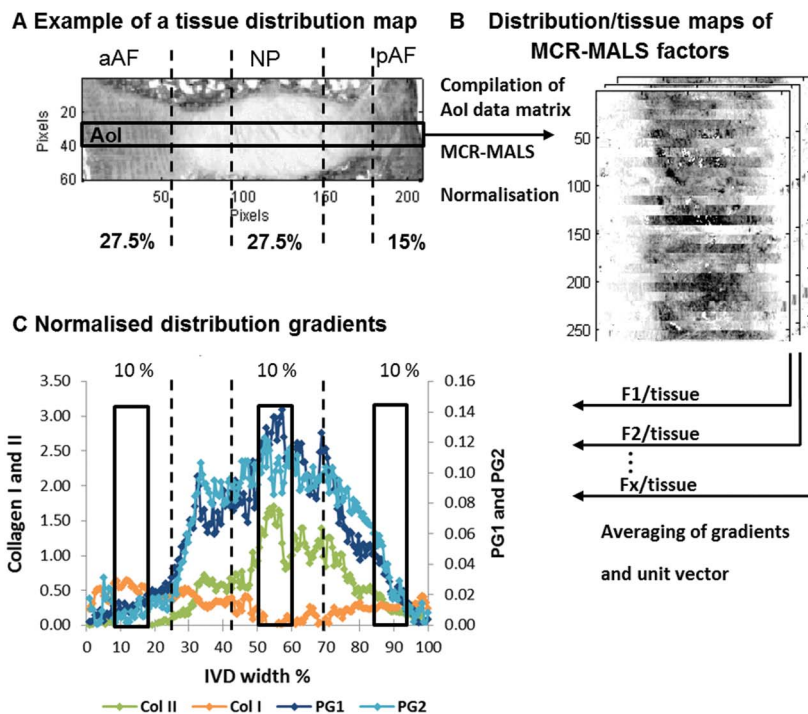 A Example of a tissue distribution map
aAF NP pAF
20
40
60
Pixels
AoI
50 100 150 200
Pixels
27.5% 27.5% 15%
B Distribution/tissue maps of
MCR-MALS factors
Compilation of
AoI data matrix
MCR-MALS
Normalisation
50
100
150
200
250
F1/tissue
F2/tissue
Fx/tissue
Averaging of gradients
and unit vector
C Normalised distribution gradients
10 % 10 % 10 %
3.50
3.00
2.50
2.00
1.50
1.00
0.50
0.00
Collagen I and II
0.16
0.14
0.12
0.10
0.08
0.06
0.04
0.02
0.00
PG1 and PG2
0 10 20 30 40 50 60 70 80 90 100
IVD width %
Col II Col I PG1 PG2